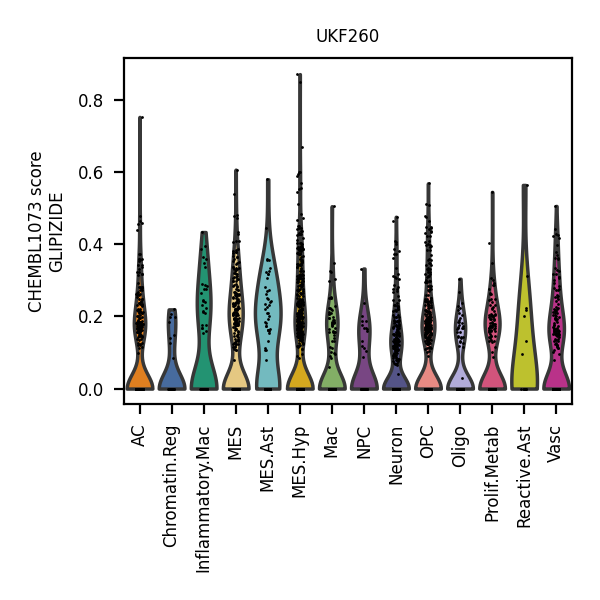 UKF260
CHEMBL1073 score
GLIPIZIDE
0.8
0.6
0.4
0.2
0.0
AC
Chromatin.Reg
Inflammatory.Mac
MES
MES.Ast
MES.Hyp
Mac
NPC
Neuron
OPC
Oligo
Prolif.Metab
Reactive.Ast
Vasc